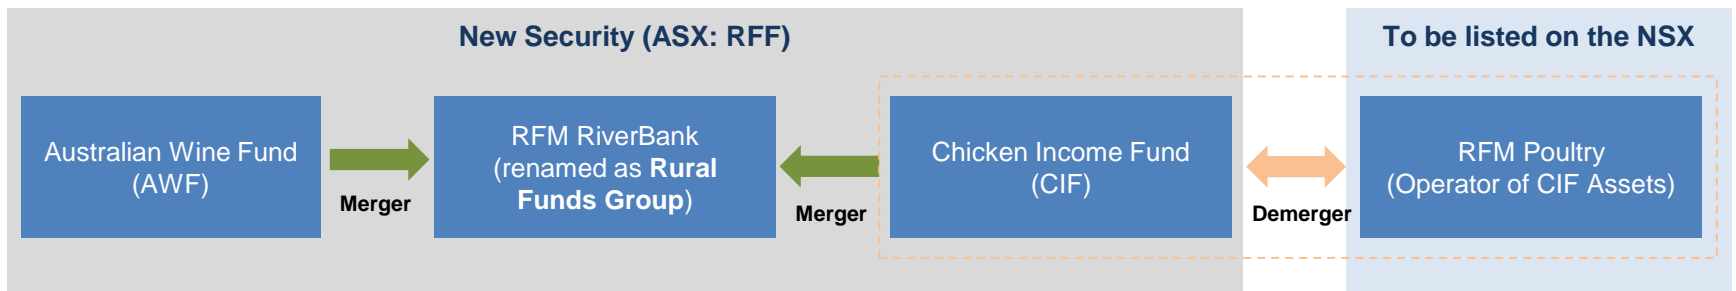 New Security (ASX: RFF)
To be listed on the NSX
Australian Wine Fund
(AWF)
Merger
RFM RiverBank
(renamed as Rural
Funds Group)
Merger
Chicken Income Fund
(CIF)
Demerger
RFM Poultry
(Operator of CIF Assets)